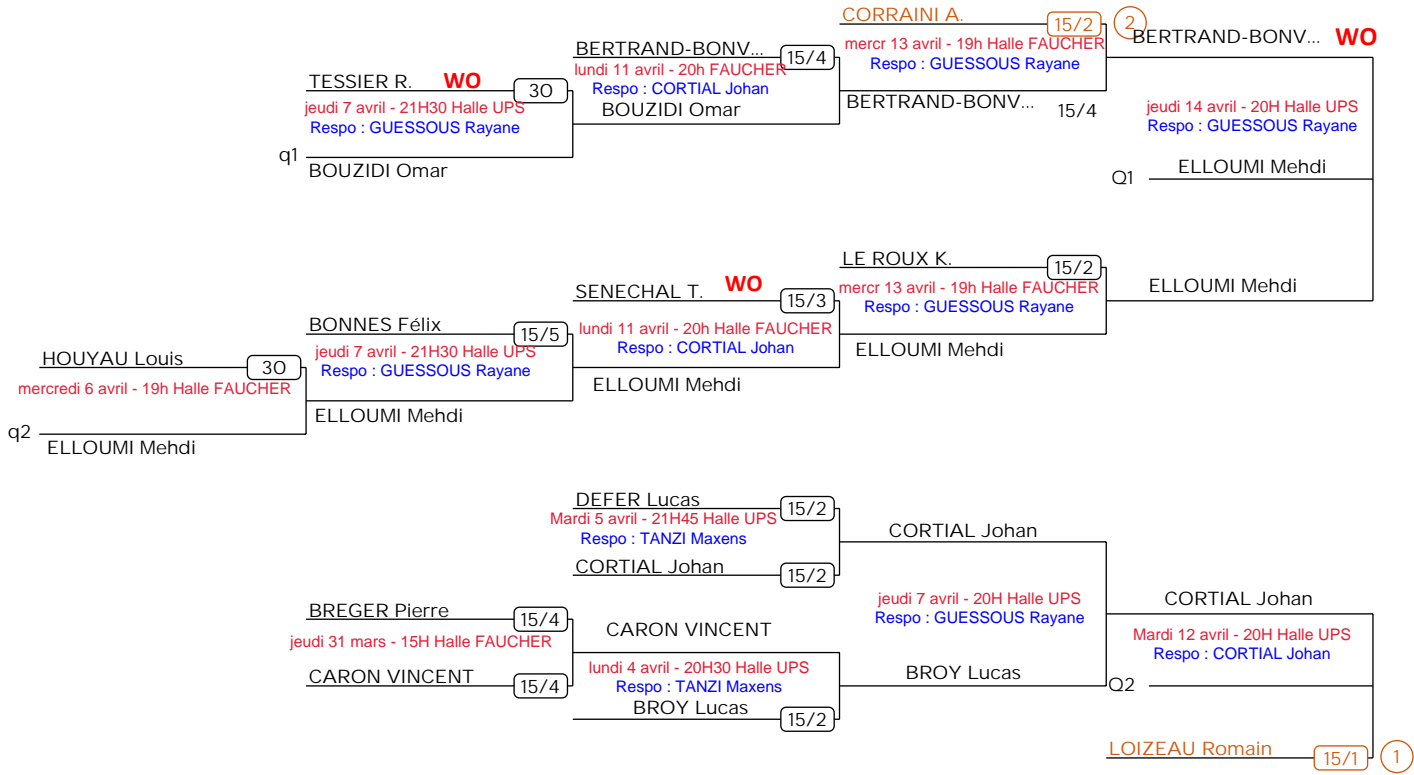 CORRAINI A.
15/2
2
mercr 13 avril - 19h Halle FAUCHER
Respo : GUESSOUS Rayane
BERTRAND-BONV...
15/4
BERTRAND-BONV... WO
BERTRAND-BONV...
15/4
lundi 11 avril - 20h FAUCHER
Respo : CORTIAL Johan
BOUZIDI Omar
TESSIER R. WO
30
jeudi 7 avril - 21H30 Halle UPS
Respo : GUESSOUS Rayane
q1
BOUZIDI Omar
jeudi 14 avril - 20H Halle UPS
Respo : GUESSOUS Rayane
Q1
ELLOUMI Mehdi
LE ROUX K.
15/2
mercr 13 avril - 19h Halle FAUCHER
Respo : GUESSOUS Rayane
ELLOUMI Mehdi
ELLOUMI Mehdi
SENECHAL T. WO
15/3
lundi 11 avril - 20h Halle FAUCHER
Respo : CORTIAL Johan
ELLOUMI Mehdi
BONNES Félix
15/5
jeudi 7 avril - 21H30 Halle UPS
Respo : GUESSOUS Rayane
ELLOUMI Mehdi
HOUYAU Louis
30
mercredi 6 avril - 19h Halle FAUCHER
q2
ELLOUMI Mehdi
DEFER Lucas
15/2
Mardi 5 avril - 21H45 Halle UPS
Respo : TANZI Maxens
CORTIAL Johan
15/2
CORTIAL Johan
jeudi 7 avril - 20H Halle UPS
Respo : GUESSOUS Rayane
BROY Lucas
BREGER Pierre
15/4
jeudi 31 mars - 15H Halle FAUCHER
CARON VINCENT
15/4
CARON VINCENT
lundi 4 avril - 20H30 Halle UPS
Respo : TANZI Maxens
BROY Lucas
15/2
CORTIAL Johan
Mardi 12 avril - 20H Halle UPS
Respo : CORTIAL Johan
Q2
LOIZEAU Romain
15/1
1